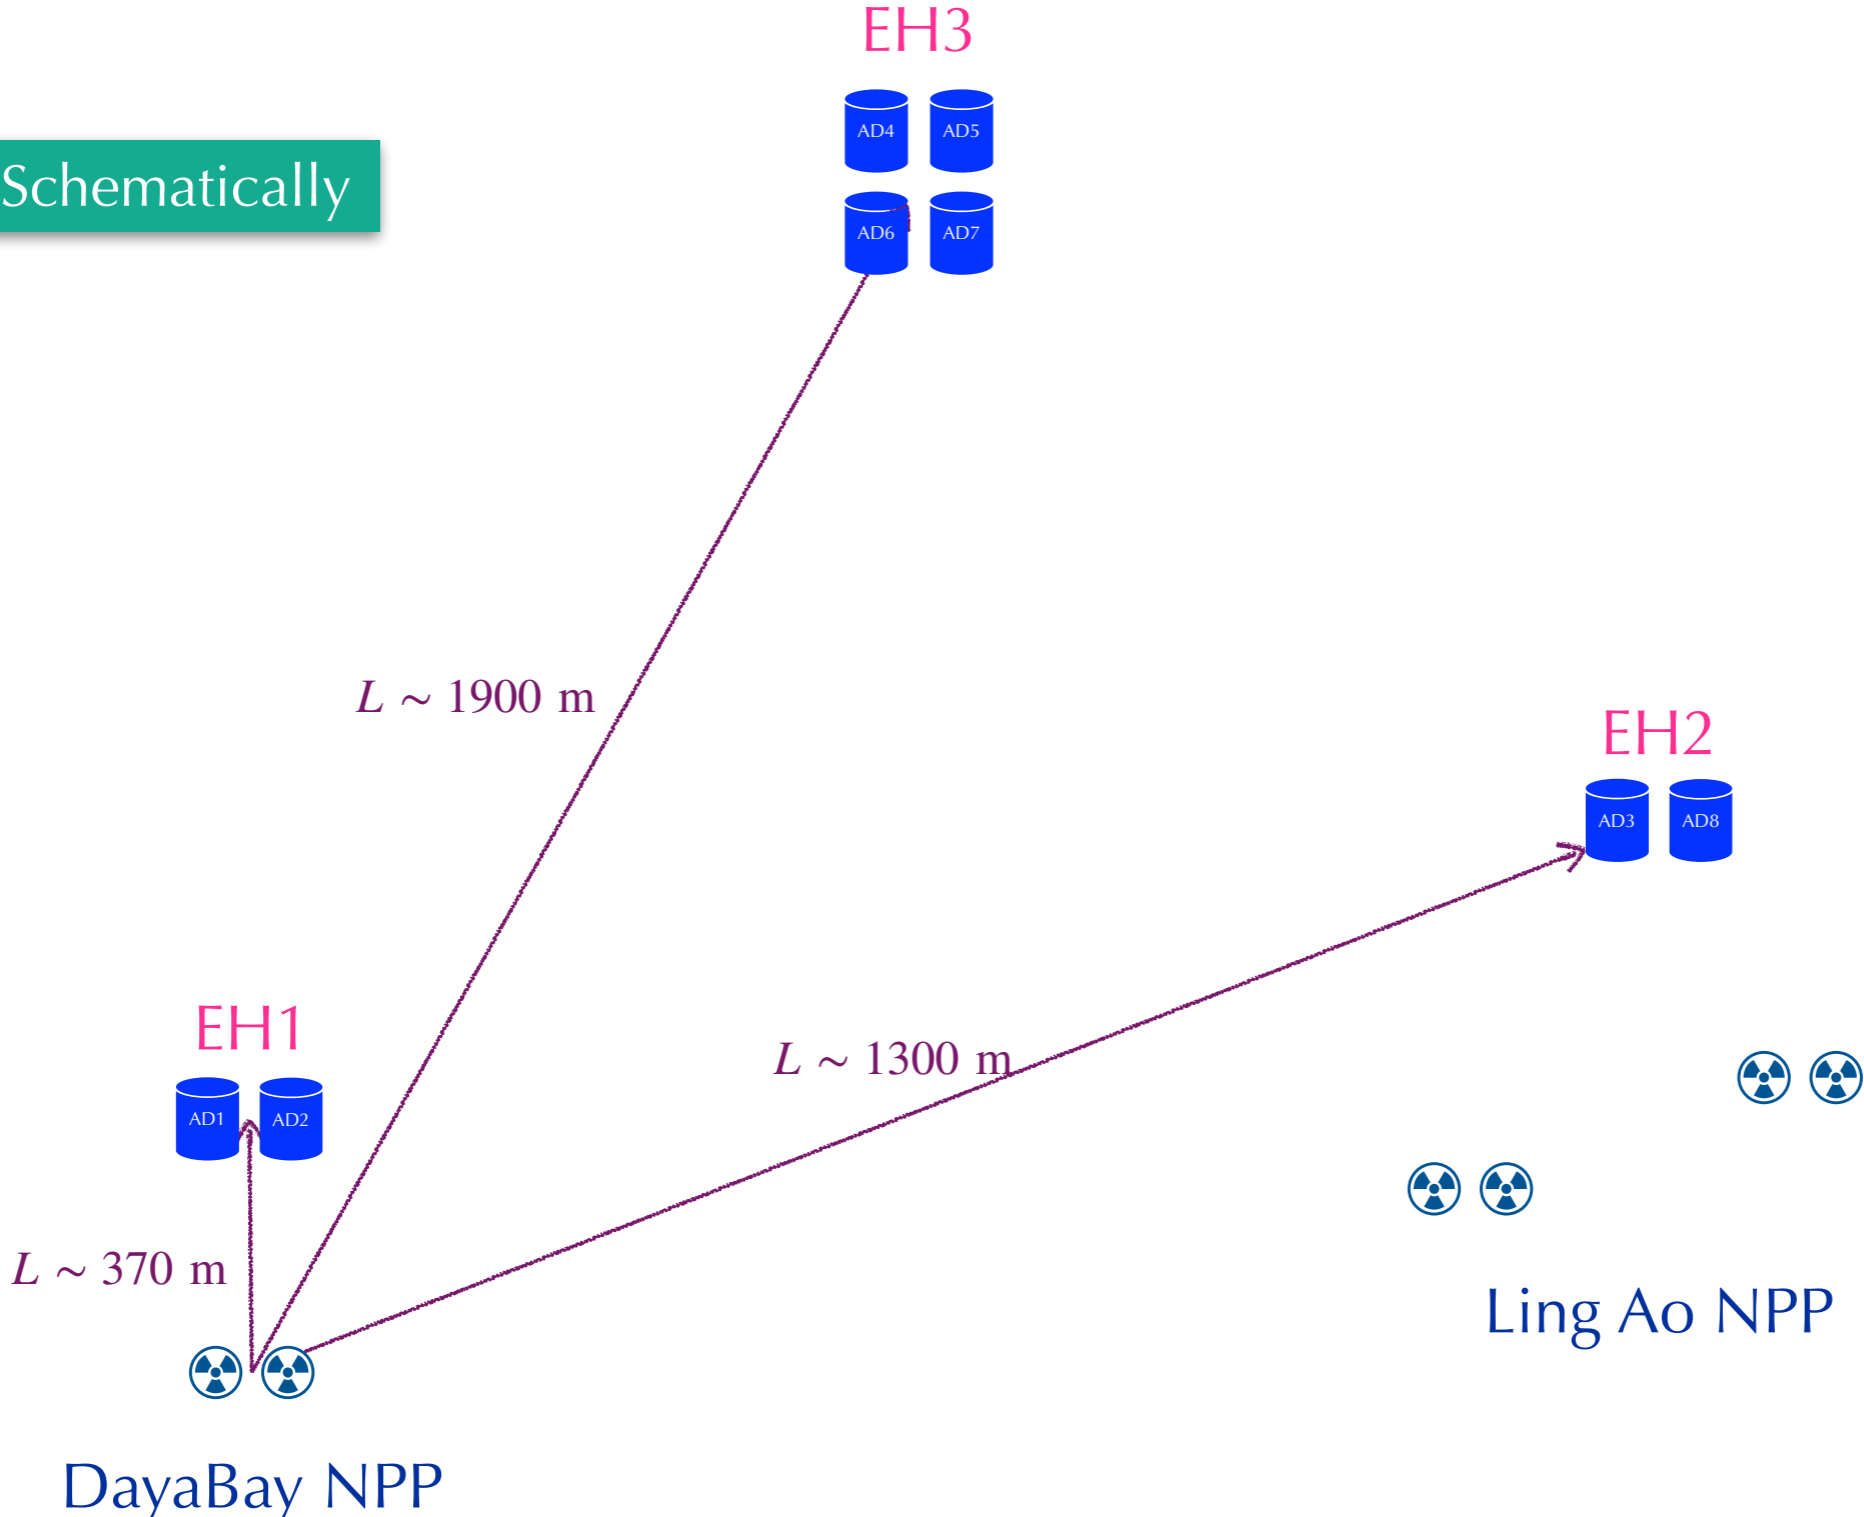 EH3
AD4 AD5
Schematically
AD6 AD7
L ~ 1900 m
EH2
AD3 AD8
EH1
L ~ 1300 m
AD1 AD2
L ~ 370 m
Ling Ao NPP
DayaBay NPP